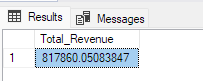 Results Messages
Total_Revenue
1 817860.05083847